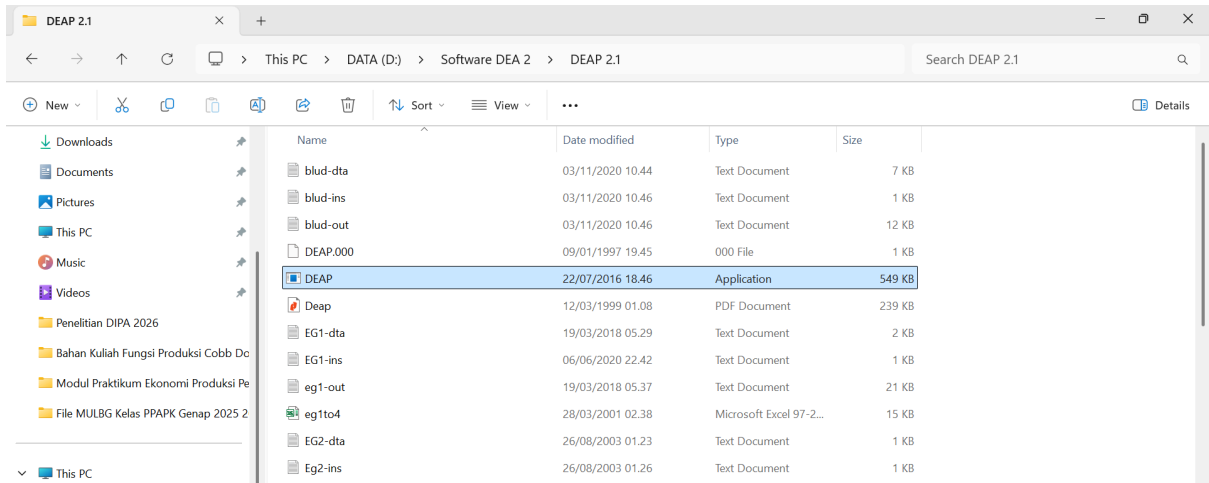 DEAP 2.1
This PC > DATA (D:) > Software DEA 2 > DEAP 2.1
Search DEAP 2.1
New Sort View Details
Downloads
Documents
Pictures
This PC
Music
Videos
Penelitian DIPA 2026
Bahan Kuliah Fungsi Produksi Cobb Do
Modul Praktikum Ekonomi Produksi Pe
File MULBG Kelas PPAPK Genap 2025 2
This PC
Name Date modified Type Size
blud-dta 03/11/2020 10.44 Text Document 7 KB
blud-ins 03/11/2020 10.46 Text Document 1 KB
blud-out 03/11/2020 10.46 Text Document 12 KB
DEAP.000 09/01/1997 19.45 000 File 1 KB
DEAP 22/07/2016 18.46 Application 549 KB
Deap 12/03/1999 01.08 PDF Document 239 KB
EG1-dta 19/03/2018 05.29 Text Document 2 KB
EG1-ins 06/06/2020 22.42 Text Document 1 KB
eg1-out 19/03/2018 05.37 Text Document 21 KB
eg1to4 28/03/2001 02.38 Microsoft Excel 97-2... 15 KB
EG2-dta 26/08/2003 01.23 Text Document 1 KB
Eg2-ins 26/08/2003 01.26 Text Document 1 KB